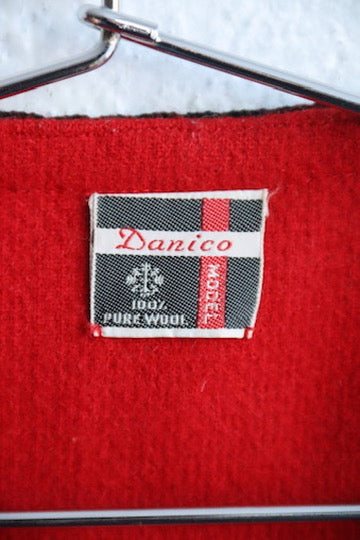 Danico
MODEL
100%
PURE WOOL